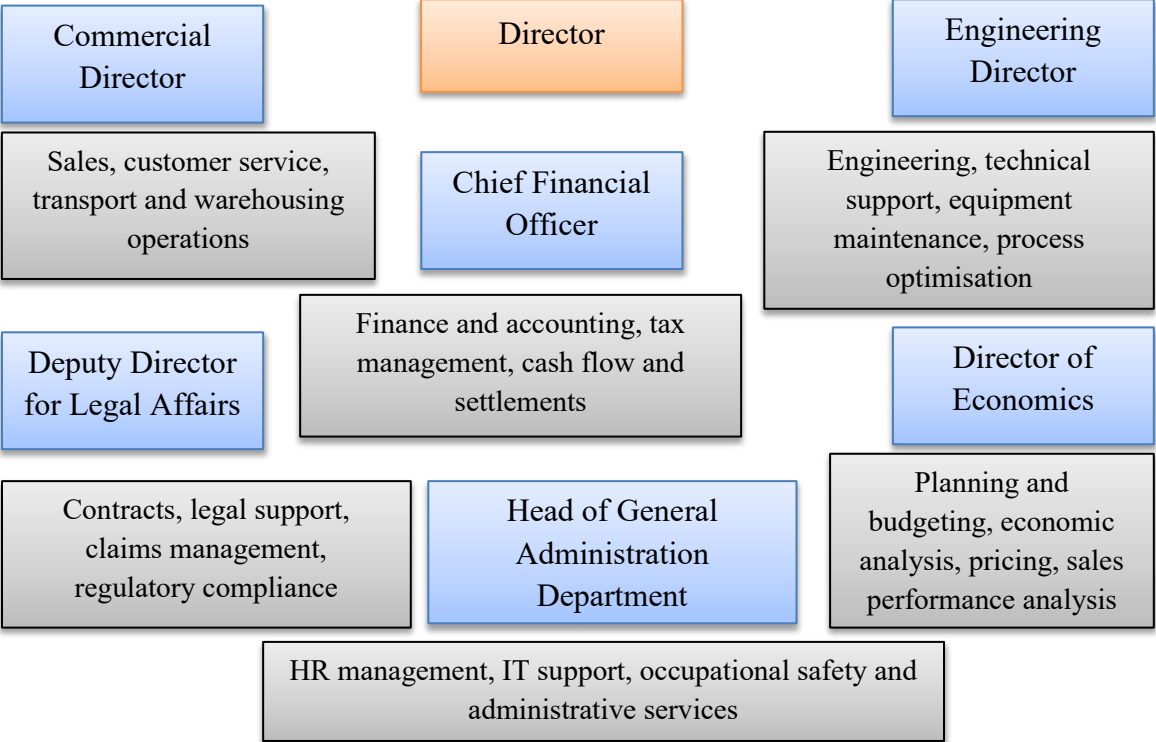 Commercial
Director
Director
Engineering
Director
Sales, customer service,
transport and warehousing
operations
Chief Financial
Officer
Engineering, technical
support, equipment
maintenance, process
optimisation
Finance and accounting, tax
management, cash flow and
settlements
Deputy Director
for Legal Affairs
Director of
Economics
Contracts, legal support,
claims management,
regulatory compliance
Head of General
Administration
Department
Planning and
budgeting, economic
analysis, pricing, sales
performance analysis
HR management, IT support, occupational safety and
administrative services